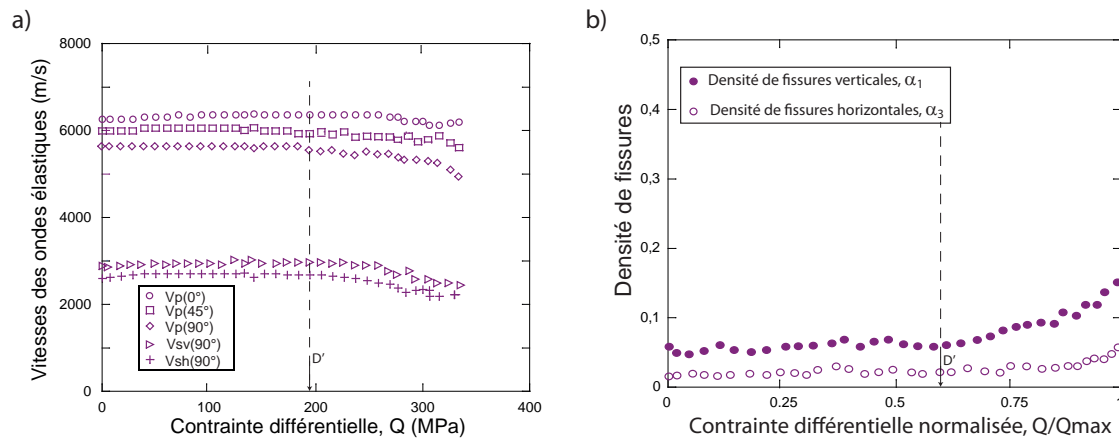 a)
Vitesses des ondes élastiques (m/s)
8000
6000
4000
2000
0
Vp(0°)
Vp(45°)
Vp(90°)
Vsv(90°)
Vsh(90°)
D'
0
100
200
300
400
Contrainte différentielle, Q (MPa)
b)
Densité de fissures
0,5
0,4
0,3
0,2
0,1
0
Densité de fissures verticales, α1
Densité de fissures horizontales, α3
D'
0
0.25
0.5
0.75
1
Contrainte différentielle normalisée, Q/Qmax